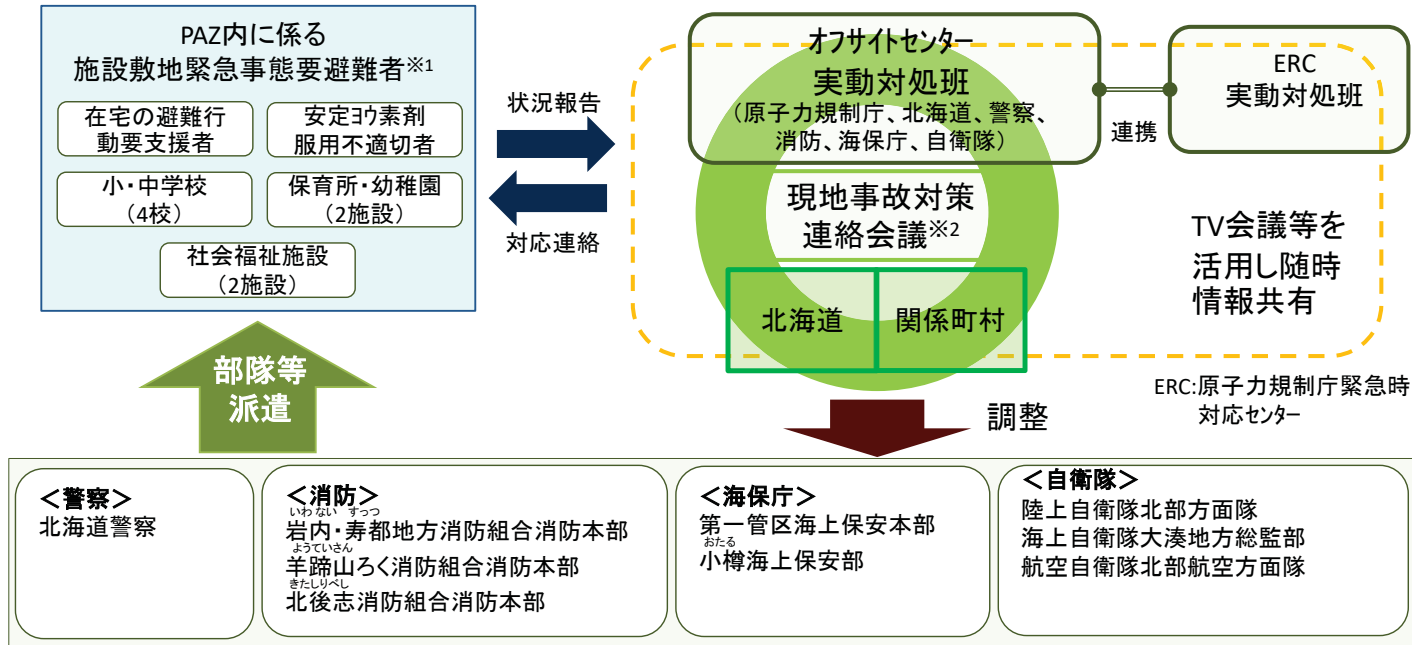 PAZ内に係る
施設敷地緊急事態要避難者※1
在宅の避難行
動要支援者
安定ヨウ素剤
服用不適切者
小・中学校
(4校)
保育所・幼稚園
(2施設)
社会福祉施設
(2施設)
状況報告
対応連絡
オフサイトセンター
実動対処班
(原子力規制庁、北海道、警察、
消防、海保庁、自衛隊)
連携
ERC
実動対処班
現地事故対策
連絡会議※2
北海道
関係町村
TV会議等を
活用し随時
情報共有
ERC:原子力規制庁緊急時
対応センター
部隊等
派遣
調整
<警察>
北海道警察
<消防>
いわない すっつ
岩内・寿都地方消防組合消防本部
ようていさん
羊蹄山ろく消防組合消防本部
きたしりべし
北後志消防組合消防本部
<海保庁>
第一管区海上保安本部
おたる
小樽海上保安部
<自衛隊>
陸上自衛隊北部方面隊
海上自衛隊大湊地方総監部
航空自衛隊北部航空方面隊